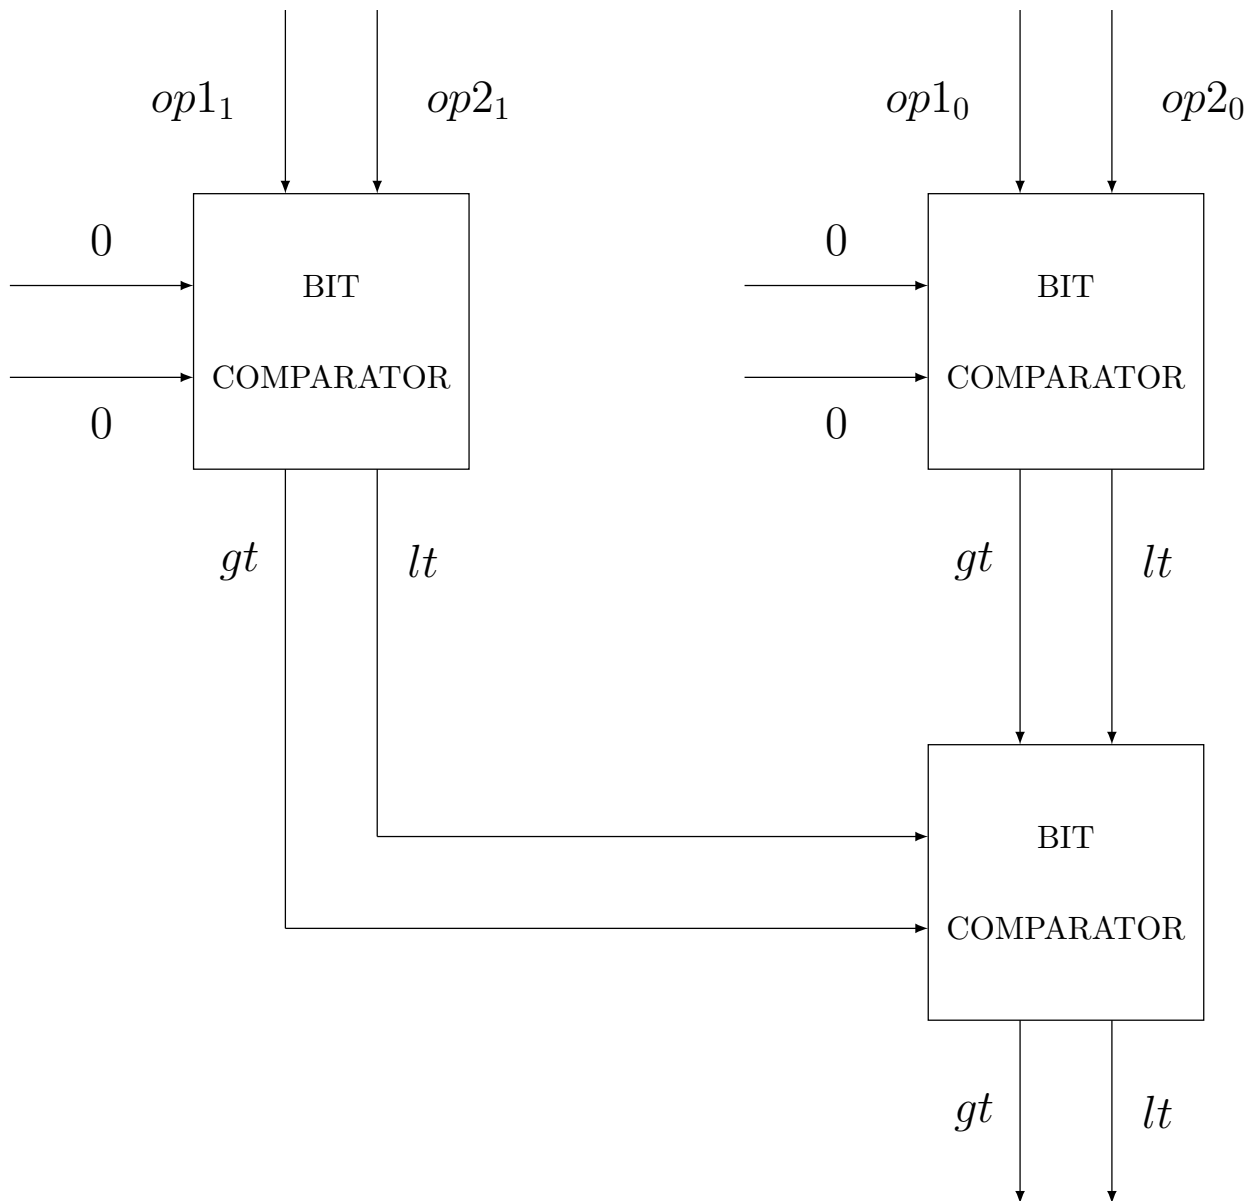 op1₁ op2₁ op1₀ op2₀
0 0
BIT BIT
COMPARATOR COMPARATOR
0 0
gt lt gt lt
BIT
COMPARATOR
gt lt